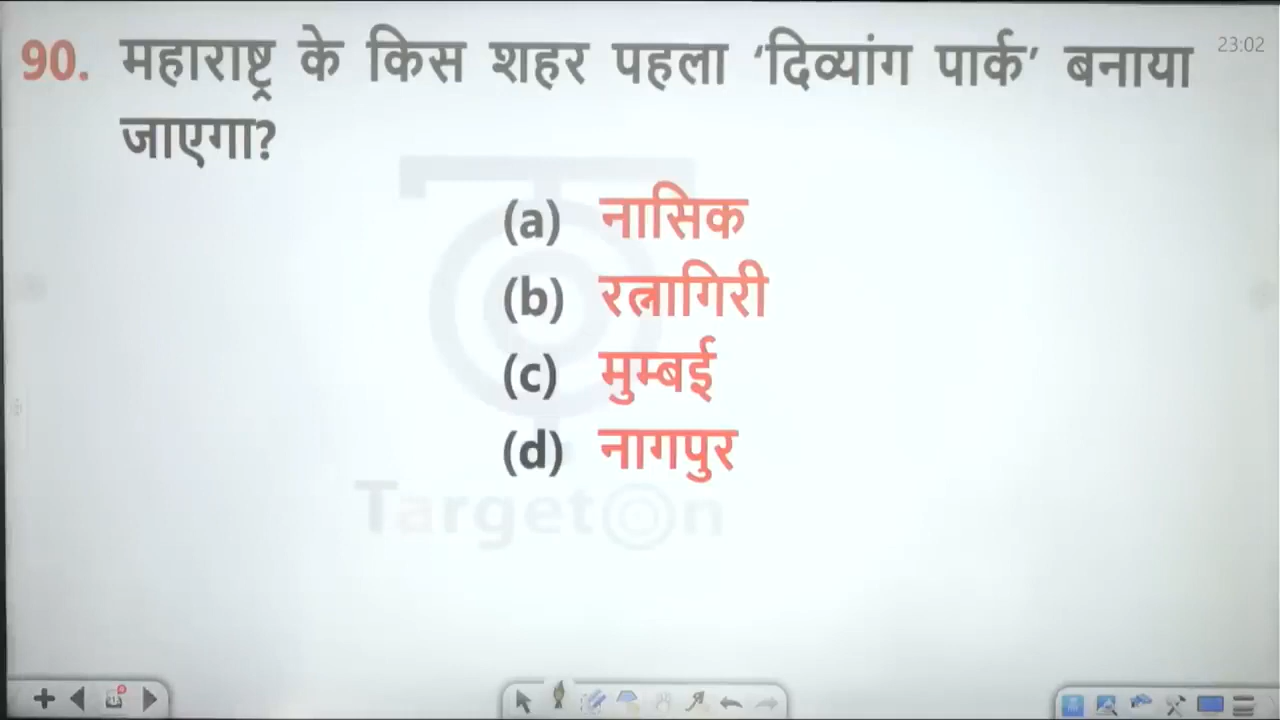 23:02
90. महाराष्ट्र के किस शहर पहला ‘दिव्यांग पार्क’ बनाया
जाएगा?
(a) नासिक
(b) रत्नागिरी
(c) मुम्बई
(d) नागपुर
Target On